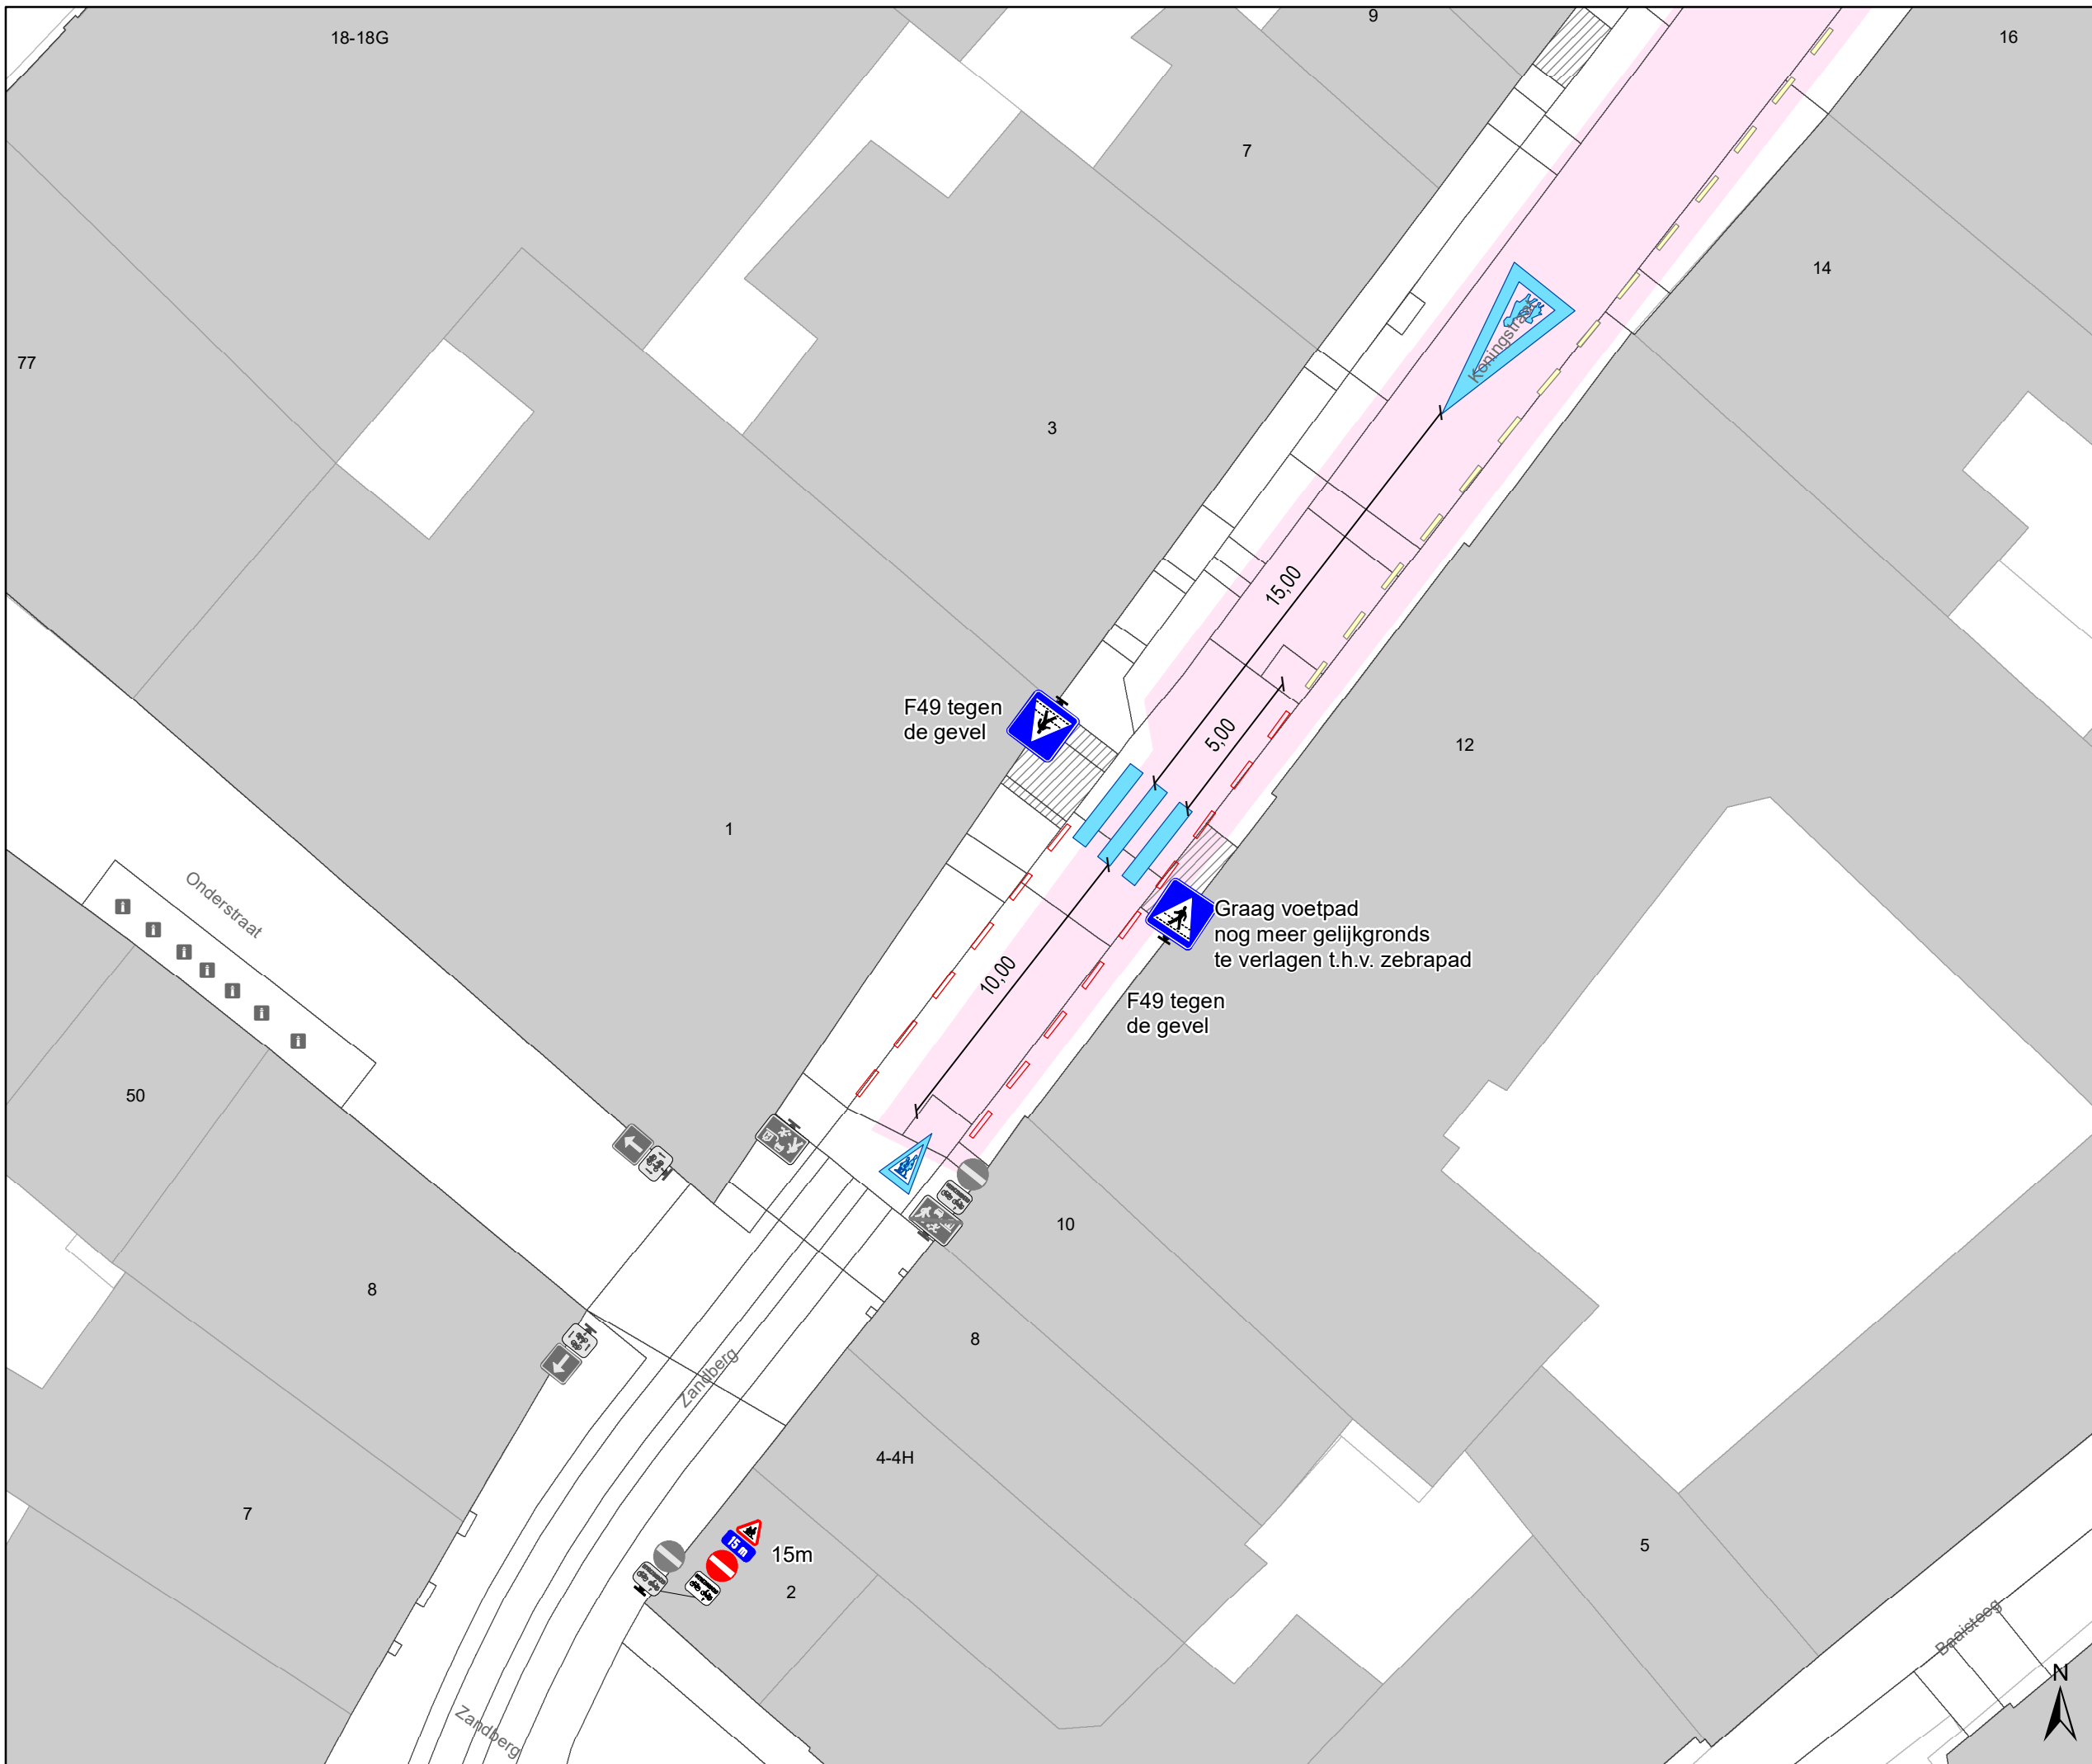 9
18-18G
16
7
14
77
Koningstraat
3
15,00
F49 tegen
de gevel
5,00
12
1
Onderstraat
Graag voetpad
nog meer gelijkgronds
te verlagen t.h.v. zebrapad
10,00
F49 tegen
de gevel
50
10
8
8
Zandberg
4-4H
7
15 m
15m
5
2
Baaisteeg
N
Zandberg